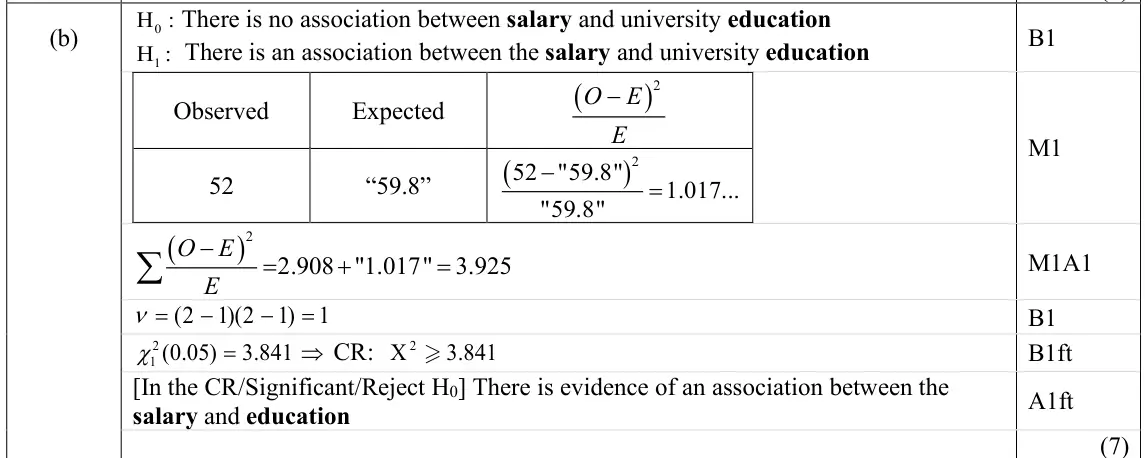 (b)
H₀ : There is no association between salary and university education
H₁ : There is an association between the salary and university education
B1
Observed Expected (O − E)² / E
52 “59.8” (52 − "59.8")² / "59.8" = 1.017...
M1
∑ (O − E)² / E =2.908 + "1.017" = 3.925
M1A1
ν = (2 − 1)(2 − 1) = 1
B1
χ₁²(0.05) = 3.841 ⇒ CR: X² ⩾ 3.841
B1ft
[In the CR/Significant/Reject H₀] There is evidence of an association between the
salary and education
A1ft
(7)